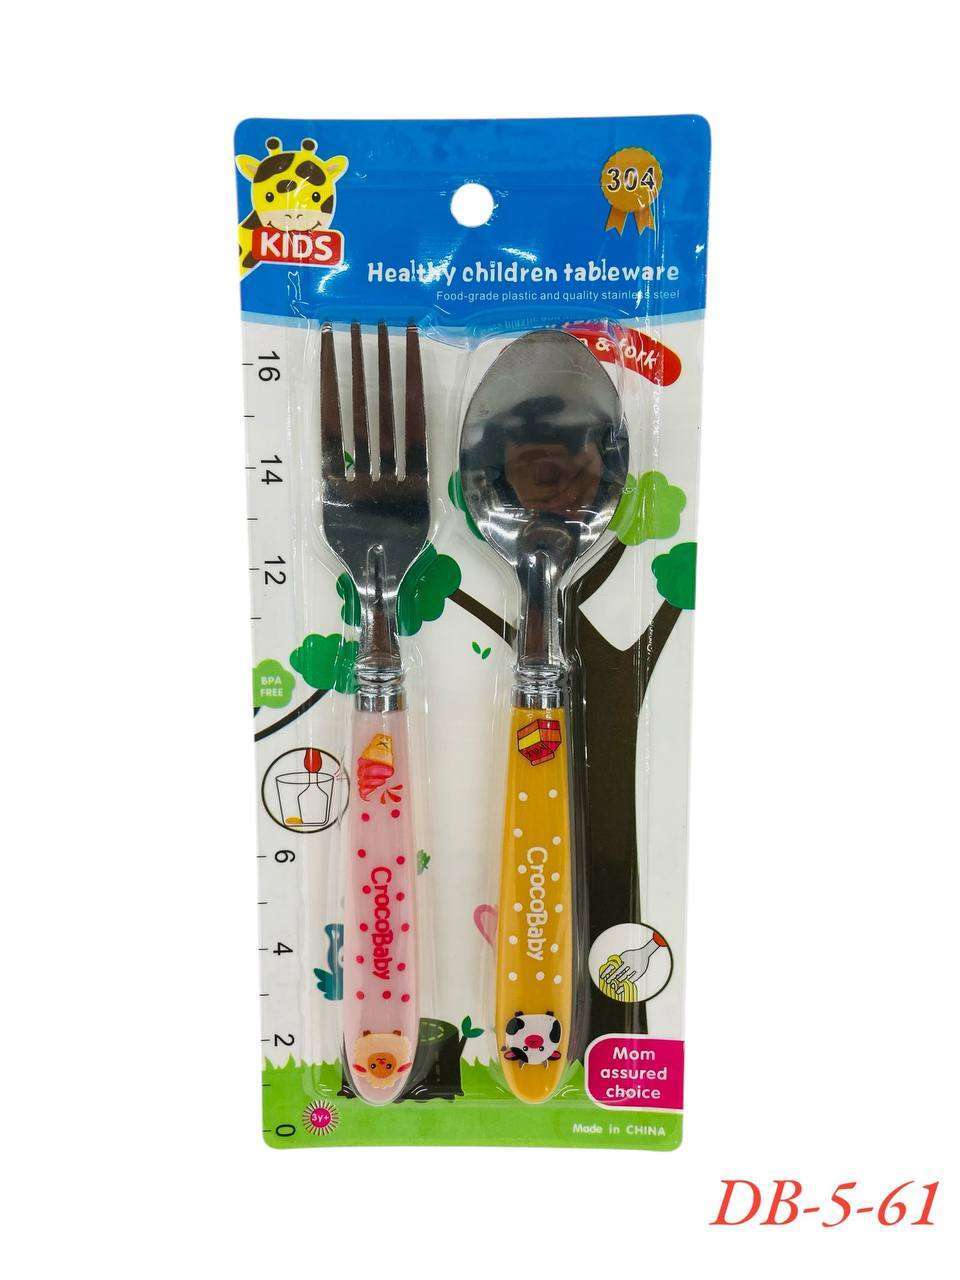 304
KIDS
Healthy children tableware
Food-grade plastic and quality stainless steel
& fork
16
14
12
BPA
FREE
6
4
2
0
CrocoBaby
CrocoBaby
Mom
assured
choice
3y+
Made in CHINA
DB-5-61